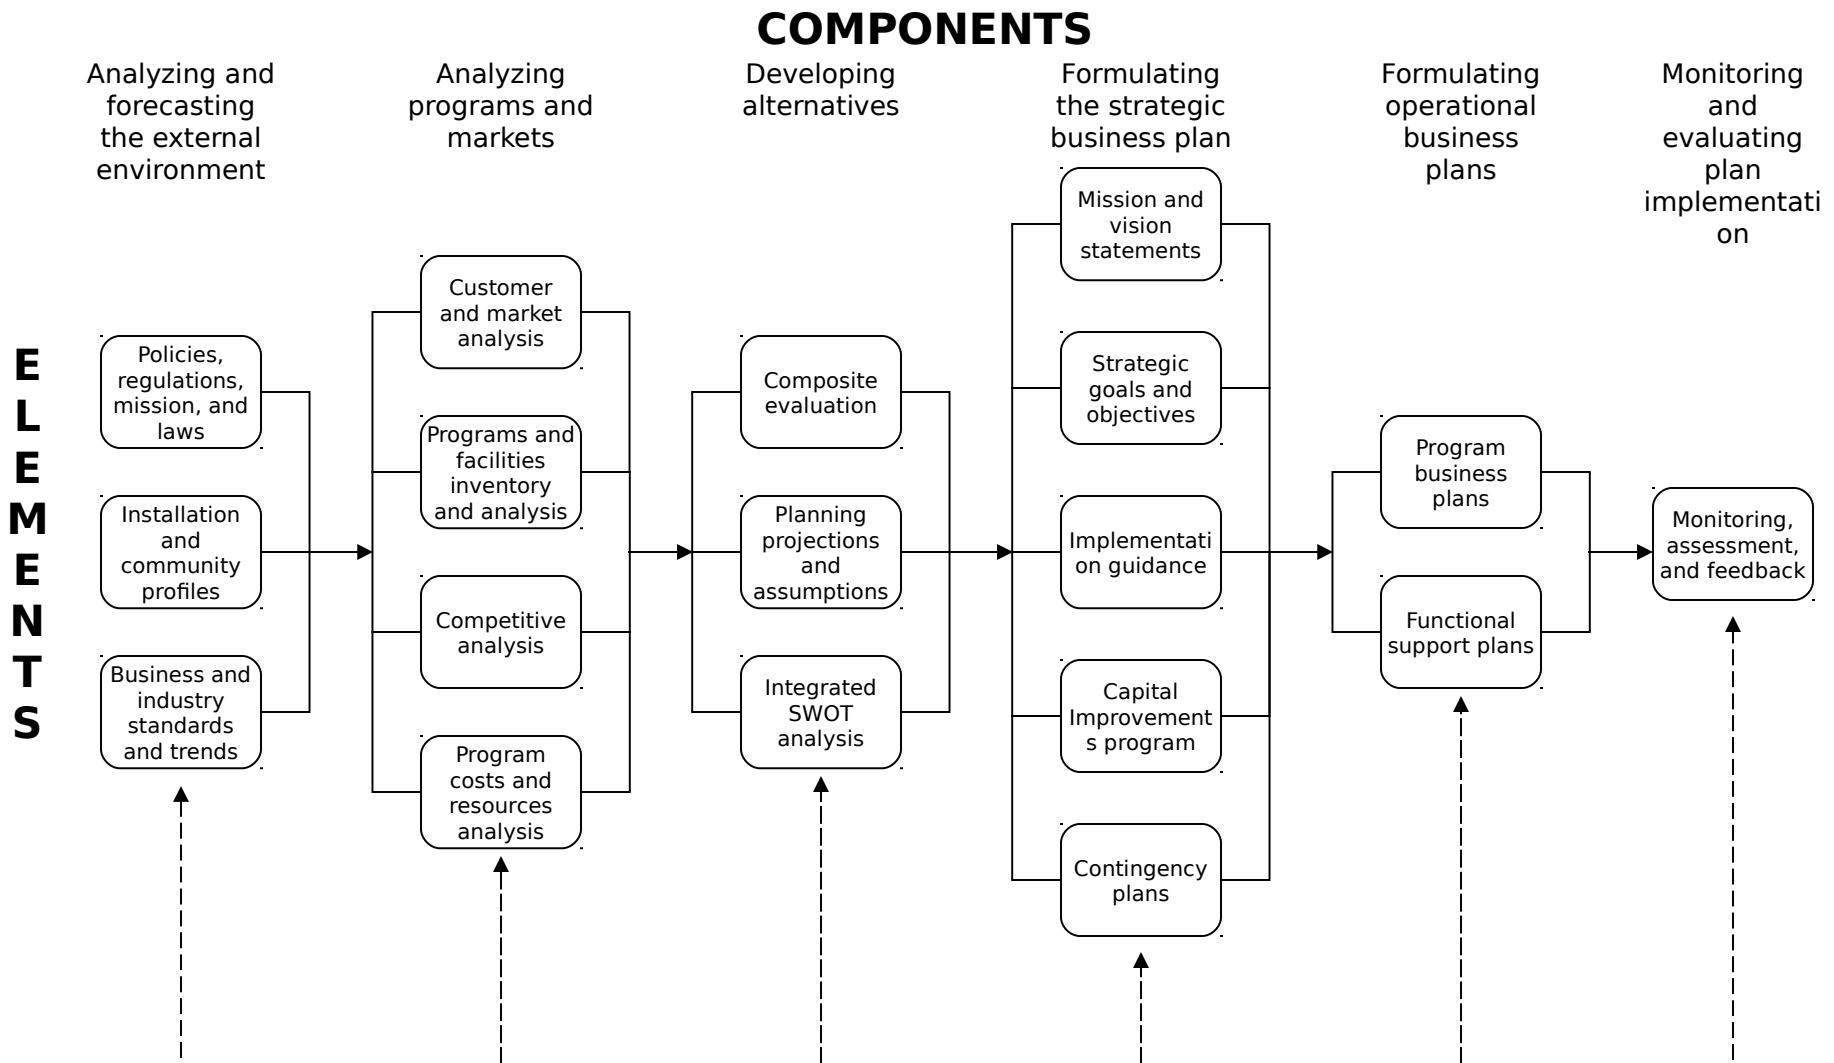 COMPONENTS
Analyzing and
forecasting
the external
environment
Analyzing
programs and
markets
Developing
alternatives
Formulating
the strategic
business plan
Formulating
operational
business
plans
Monitoring
and
evaluating
plan
implementati
on
E
L
E
M
E
N
T
S
Policies,
regulations,
mission, and
laws
Installation
and
community
profiles
Business and
industry
standards
and trends
Customer
and market
analysis
Programs and
facilities
inventory
and analysis
Competitive
analysis
Program
costs and
resources
analysis
Composite
evaluation
Planning
projections
and
assumptions
Integrated
SWOT
analysis
Mission and
vision
statements
Strategic
goals and
objectives
Implementati
on guidance
Capital
Improvement
s program
Contingency
plans
Program
business
plans
Functional
support plans
Monitoring,
assessment,
and feedback